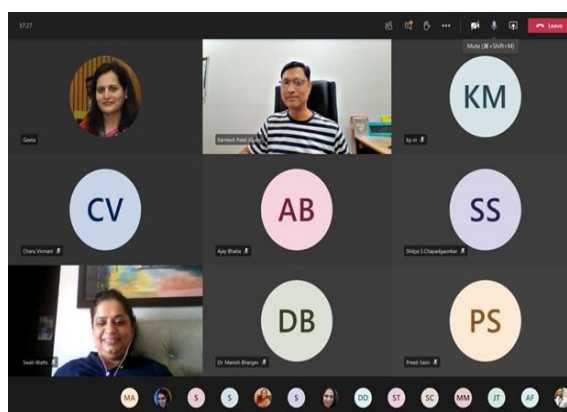 37:27
Leave
Mute (⌘+Shift+M)
Geeta
Kamlesh Patel (Guest)
KM
kp m
CV
Charu Virmani
AB
Ajay Bhatia
SS
Shilpa S.Chapadgaonkar
Swati Watts
DB
Dr. Manish Bhargav
PS
Preeti Saini
MA
S
S
S
DD
ST
SC
MM
JT
AF